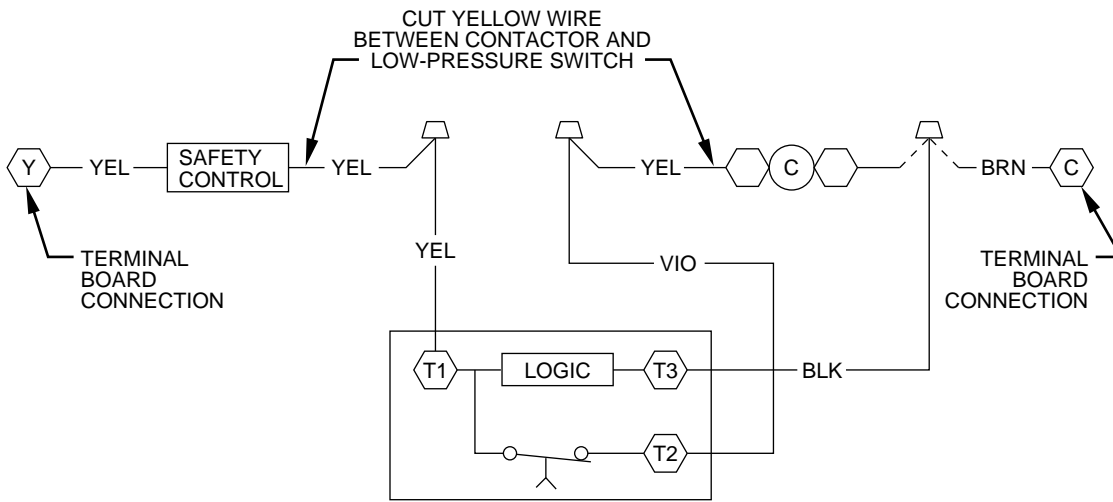 CUT YELLOW WIRE
BETWEEN CONTACTOR AND
LOW-PRESSURE SWITCH
Y
YEL
SAFETY
CONTROL
YEL
YEL
C
BRN
C
TERMINAL
BOARD
CONNECTION
YEL
VIO
TERMINAL
BOARD
CONNECTION
T1
LOGIC
T3
BLK
T2